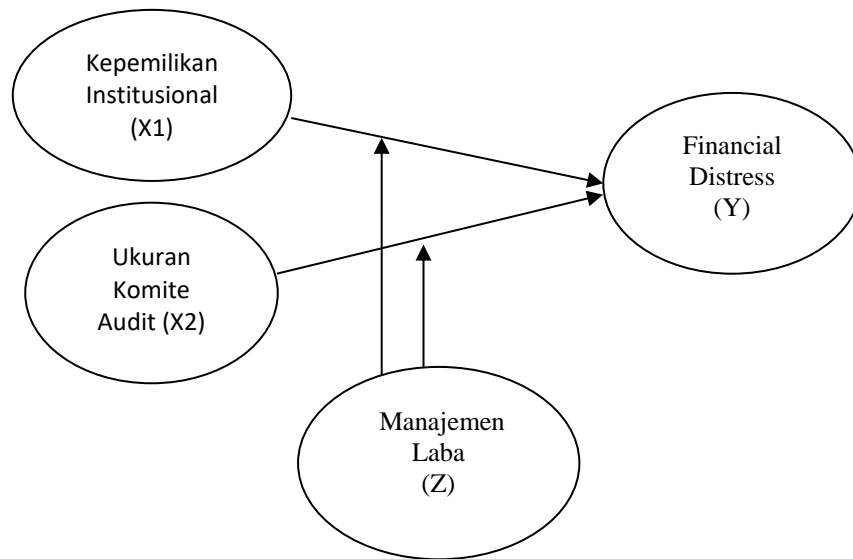 Kepemilikan
Institusional
(X1)
Ukuran
Komite
Audit (X2)
Financial
Distress
(Y)
Manajemen
Laba
(Z)